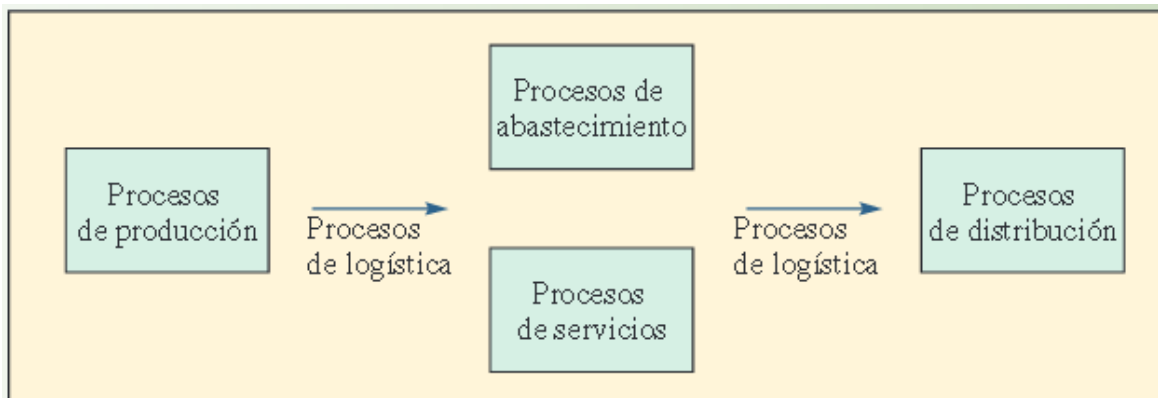 Procesos
de producción
Procesos
de logística
Procesos de
abastecimiento
Procesos
de servicios
Procesos
de logística
Procesos
de distribución